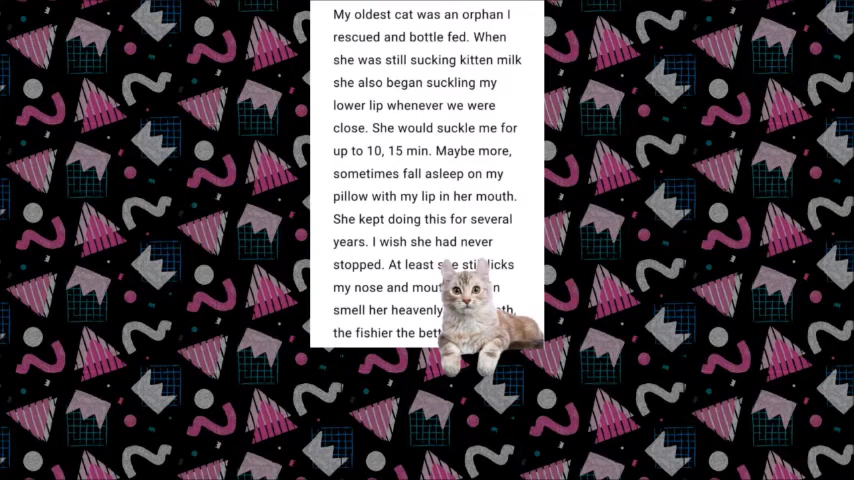 My oldest cat was an orphan I
rescued and bottle fed. When
she was still sucking kitten milk
she also began suckling my
lower lip whenever we were
close. She would suckle me for
up to 10, 15 min. Maybe more,
sometimes fall asleep on my
pillow with my lip in her mouth.
She kept doing this for several
years. I wish she had never
stopped. At least she still licks
my nose and
smell her heavenly
the fishier the